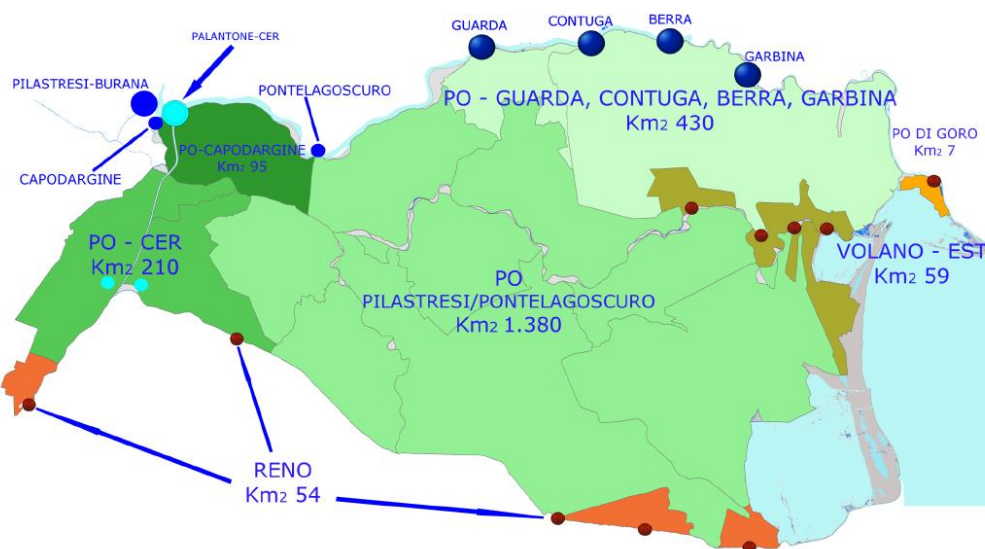 GUARDA
CONTUGA
BERRA
GARBINA
PALANTONE-CER
PILASTRESI-BURANA
PONTELAGOSCURO
CAPODARGINE
PO - GUARDA, CONTUGA, BERRA, GARBINA
Km2 430
PO DI GORO
Km2 7
PO-CAPODARGINE
Km2 95
PO - CER
Km2 210
VOLANO - EST
Km2 59
PO
PILASTRESI/PONTELAGOSCURO
Km2 1.380
RENO
Km2 54